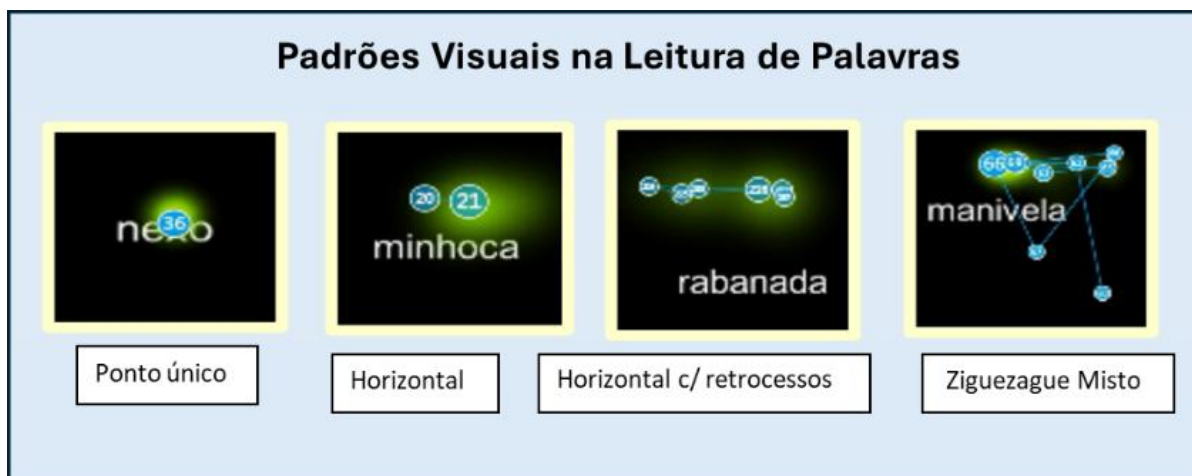 Padrões Visuais na Leitura de Palavras
36
nexo
20 21
minhoca
rabanada
66
manivela
Ponto único
Horizontal
Horizontal c/ retrocessos
Ziguezague Misto